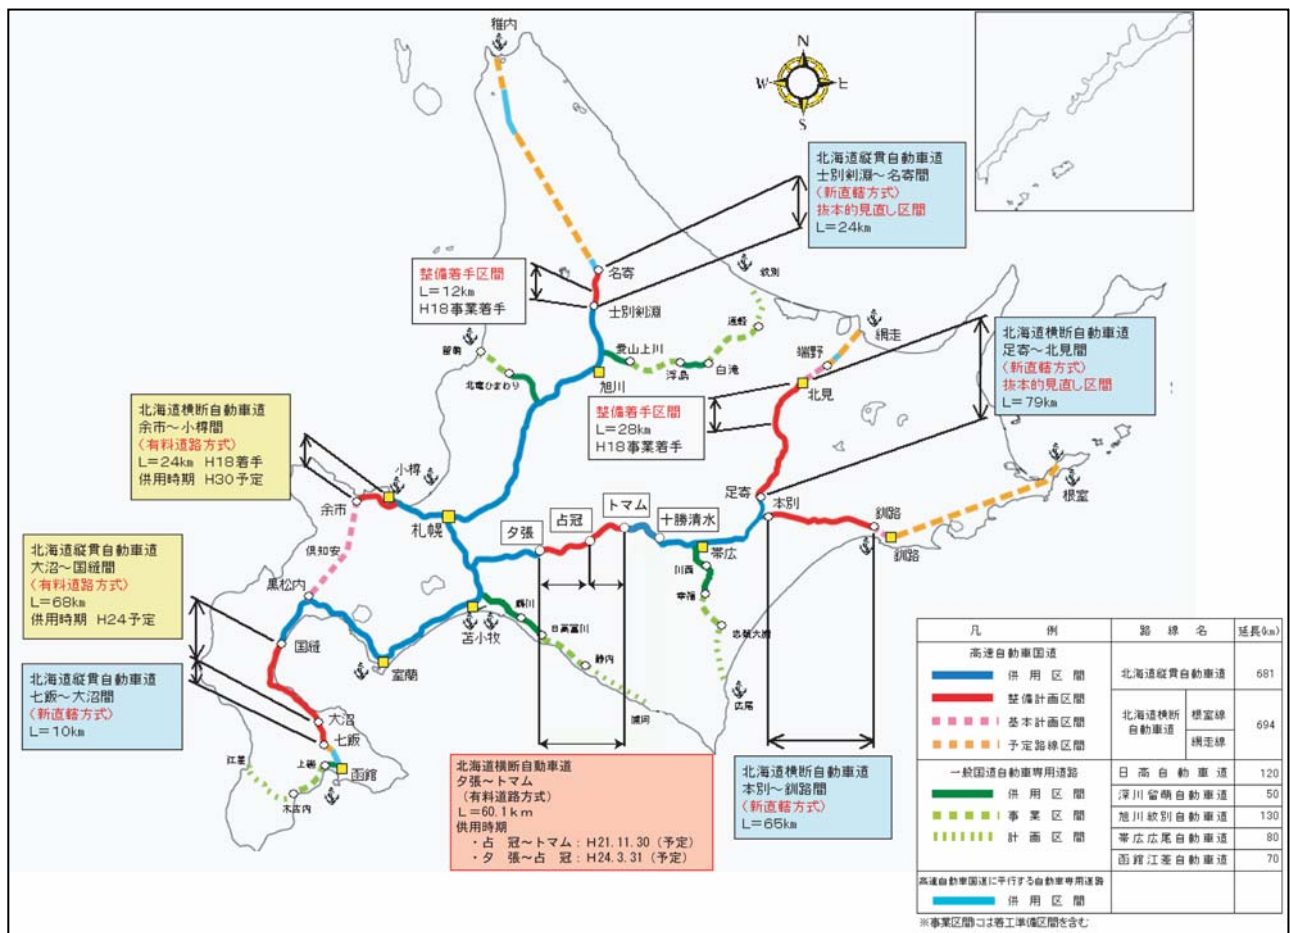 稚内
N
W
E
S
北海道縦貫自動車道
士別剣淵～名寄間
（新直轄方式）
抜本的見直し区間
L＝24km
整備着手区間
L＝12km
H18事業着手
名寄
士別剣淵
紋別
遠軽
網走
端野
北見
北海道横断自動車道
足寄～北見間
（新直轄方式）
抜本的見直し区間
L＝79km
留萌
北竜ひまわり
愛山上川
浮島
白滝
旭川
整備着手区間
L＝28km
H18事業着手
北海道横断自動車道
余市～小樽間
（有料道路方式）
L＝24km H18着手
供用時期 H30予定
小樽
余市
札幌
倶知安
黒松内
夕張
占冠
トマム
十勝清水
足寄
本別
釧路
釧路
根室
帯広
川西
幸福
忠類大樹
広尾
北海道縦貫自動車道
大沼～国縫間
（有料道路方式）
L＝68km
供用時期 H24予定
国縫
室蘭
苫小牧
鵡川
日高富川
静内
浦河
北海道縦貫自動車道
七飯～大沼間
（新直轄方式）
L＝10km
大沼
七飯
上磯
函館
江差
木古内
北海道横断自動車道
夕張～トマム
（有料道路方式）
L＝60.1km
供用時期
・占 冠～トマム：H21.11.30（予定）
・夕 張～占 冠：H24.3.31（予定）
北海道横断自動車道
本別～釧路間
（新直轄方式）
L＝65km
凡 例 路線名 延長(km)
高速自動車国道
供用区間
整備計画区間
基本計画区間
予定路線区間
北海道縦貫自動車道 681
北海道横断自動車道 根室線 網走線 694
一般国道自動車専用道路
供用区間
事業区間
計画区間
日高自動車道 120
深川留萌自動車道 50
旭川紋別自動車道 130
帯広広尾自動車道 80
函館江差自動車道 70
高速自動車国道に平行する自動車専用道路
供用区間
※事業区間には着工準備区間を含む